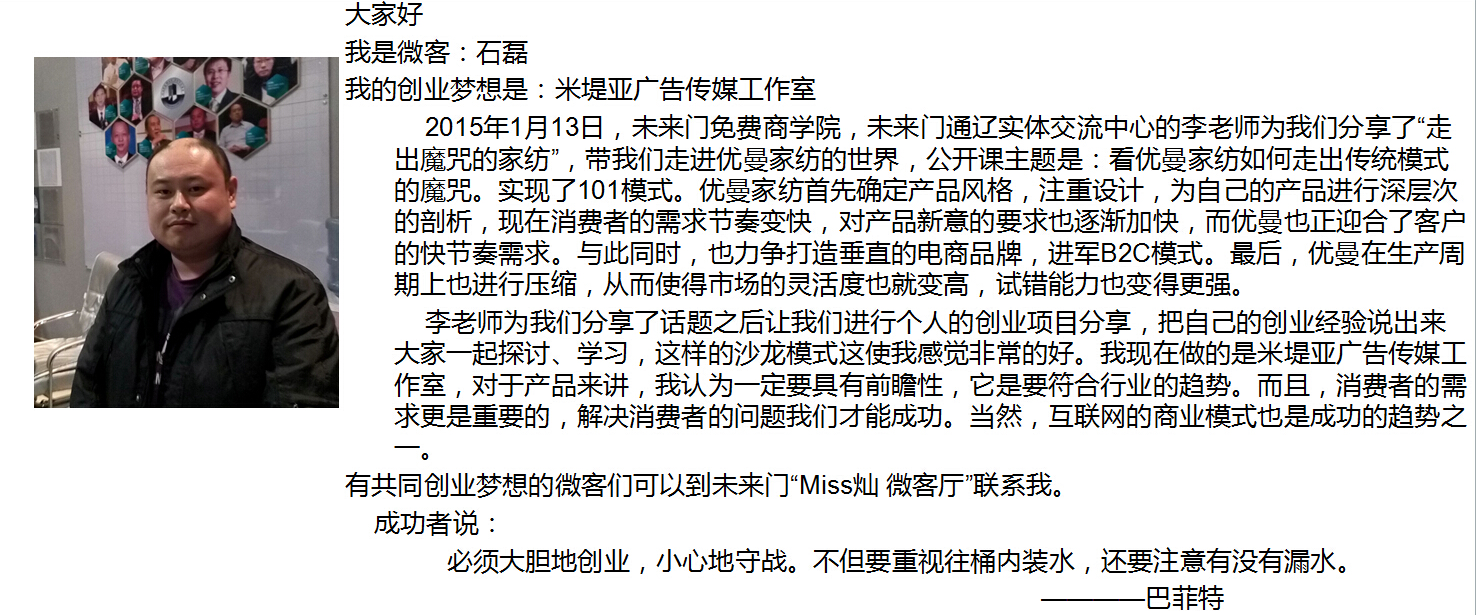 大家好
我是微客：石磊
我的创业梦想是：米堤亚广告传媒工作室
2015年1月13日，未来门免费商学院，未来门通辽实体交流中心的李老师为我们分享了“走
出魔咒的家纺”，带我们走进优曼家纺的世界，公开课主题是：看优曼家纺如何走出传统模式
的魔咒。实现了101模式。优曼家纺首先确定产品风格，注重设计，为自己的产品进行深层次
的剖析，现在消费者的需求节奏变快，对产品新意的要求也逐渐加快，而优曼也正迎合了客户
的快节奏需求。与此同时，也力争打造垂直的电商品牌，进军B2C模式。最后，优曼在生产周
期上也进行压缩，从而使得市场的灵活度也就变高，试错能力也变得更强。
李老师为我们分享了话题之后让我们进行个人的创业项目分享，把自己的创业经验说出来
大家一起探讨、学习，这样的沙龙模式这使我感觉非常的好。我现在做的是米堤亚广告传媒工
作室，对于产品来讲，我认为一定要具有前瞻性，它是要符合行业的趋势。而且，消费者的需
求更是重要的，解决消费者的问题我们才能成功。当然，互联网的商业模式也是成功的趋势之
一。
有共同创业梦想的微客们可以到未来门“Miss灿 微客厅”联系我。
成功者说：
必须大胆地创业，小心地守战。不但要重视往桶内装水，还要注意有没有漏水。
————巴菲特